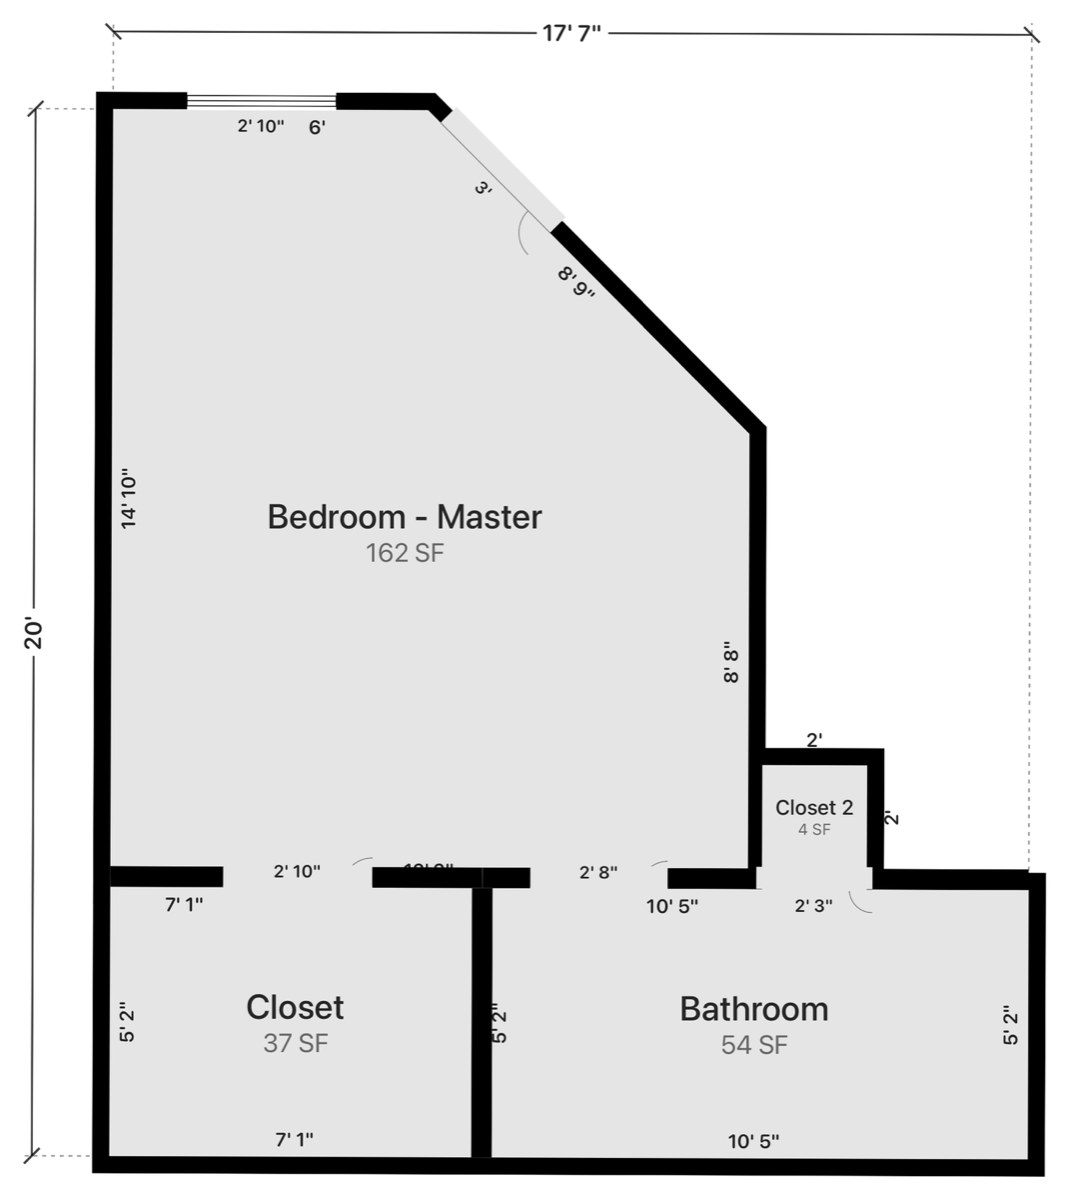 17' 7"
2' 10" 6'
3'
8' 9"
14' 10"
Bedroom - Master
162 SF
20'
8' 8"
2'
Closet 2
4 SF
2'
2' 10"
2' 8"
7' 1"
10' 5"
2' 3"
Closet
37 SF
Bathroom
54 SF
5' 2"
5' 2"
5' 2"
7' 1"
10' 5"